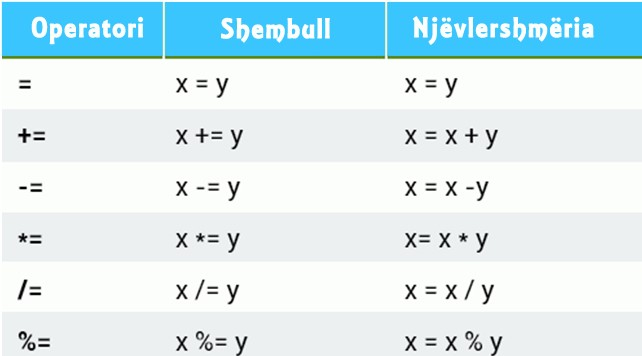 Operatori Shembull Njëvlershmëria
= x = y x = y
+= x += y x = x + y
-= x -= y x = x -y
*= x *= y x= x * y
/= x /= y x = x / y
%= x %= y x = x % y